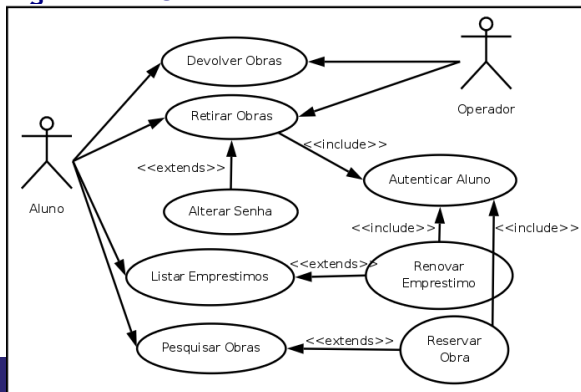 Devolver Obras
Operador
Retirar Obras
<<include>>
<<extends>>
Autenticar Aluno
Aluno
Alterar Senha
<<include>>
<<include>>
<<extends>>
Listar Emprestimos
Renovar
Emprestimo
Pesquisar Obras
<<extends>>
Reservar
Obra